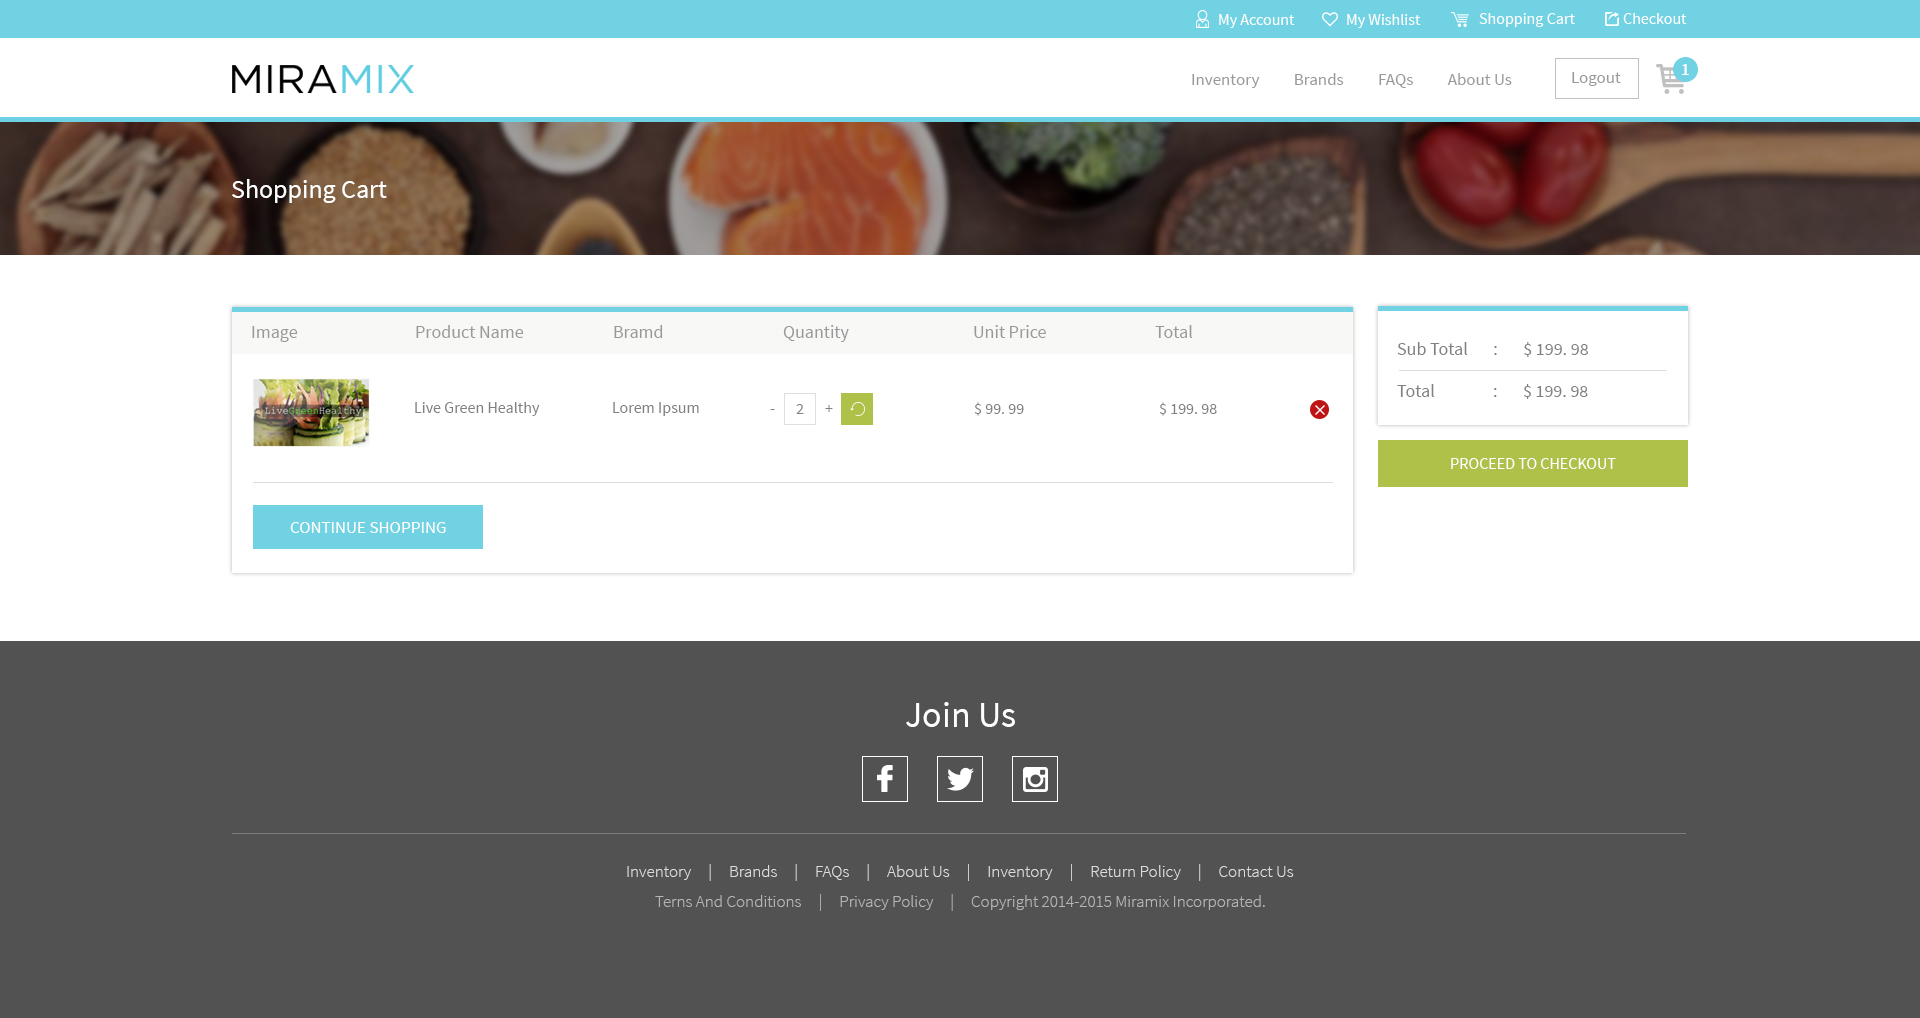 My Account My Wishlist Shopping Cart Checkout
MIRAMIX Inventory Brands FAQs About Us Logout 1
Shopping Cart
Image Product Name Bramd Quantity Unit Price Total
LiveGreenHealthy Live Green Healthy Lorem Ipsum - 2 + $ 99. 99 $ 199. 98
CONTINUE SHOPPING
Sub Total : $ 199. 98
Total : $ 199. 98
PROCEED TO CHECKOUT
Join Us
Inventory | Brands | FAQs | About Us | Inventory | Return Policy | Contact Us
Terns And Conditions | Privacy Policy | Copyright 2014-2015 Miramix Incorporated.